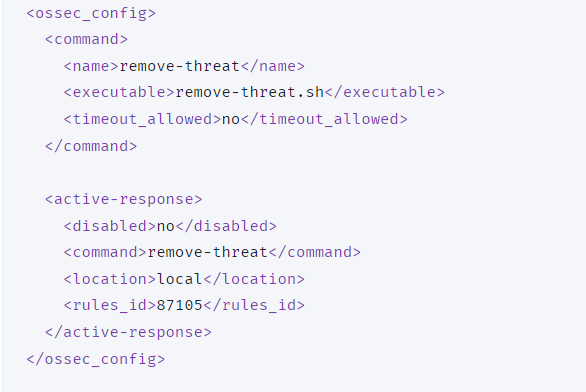 <ossec_config>
<command>
<name>remove-threat</name>
<executable>remove-threat.sh</executable>
<timeout_allowed>no</timeout_allowed>
</command>
<active-response>
<disabled>no</disabled>
<command>remove-threat</command>
<location>local</location>
<rules_id>87105</rules_id>
</active-response>
</ossec_config>